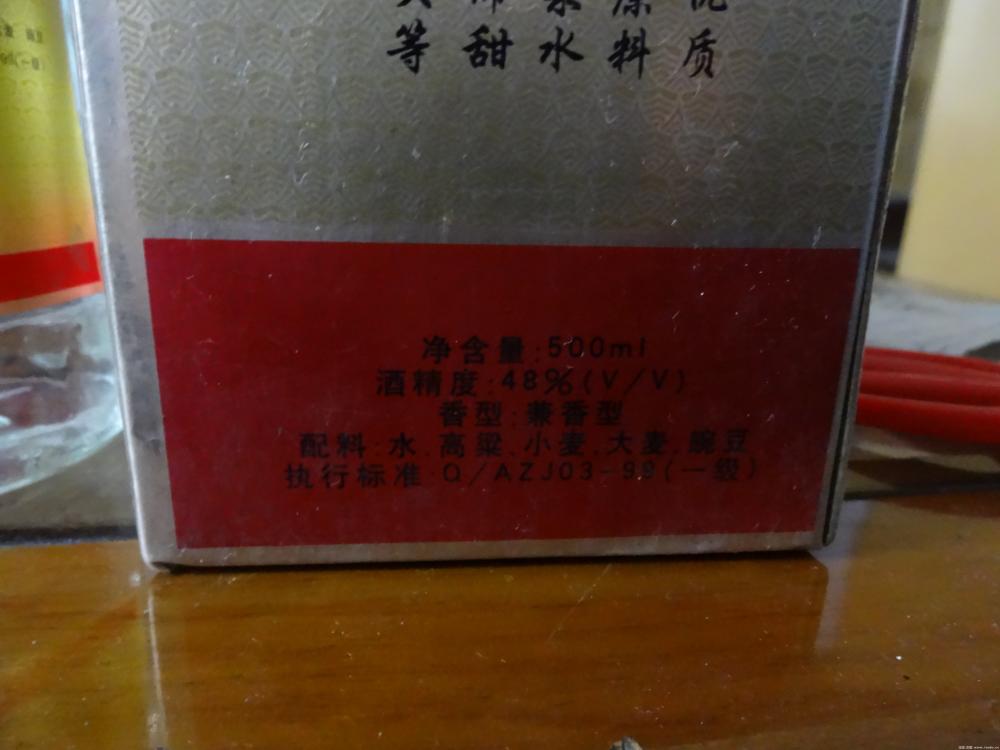 等甜水料质
净含量:500ml
酒精度:48%(V/V)
香型:兼香型
配料:水、高粱、小麦、大麦、豌豆
执行标准:Q/AZJ03-99(一级)